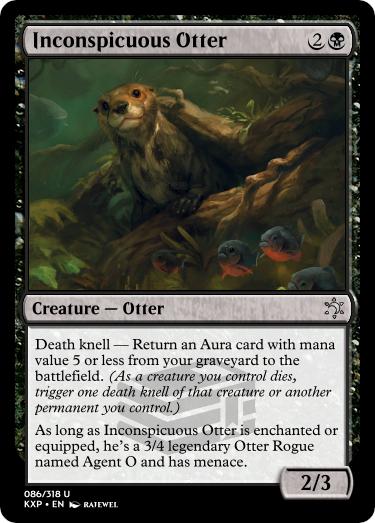 Inconspicuous Otter 2
Creature — Otter
Death knell — Return an Aura card with mana
value 5 or less from your graveyard to the
battlefield. (As a creature you control dies,
trigger one death knell of that creature or another
permanent you control.)
As long as Inconspicuous Otter is enchanted or
equipped, he's a 3/4 legendary Otter Rogue
named Agent O and has menace.
2/3
086/318 U
KXP • EN RATEWEL